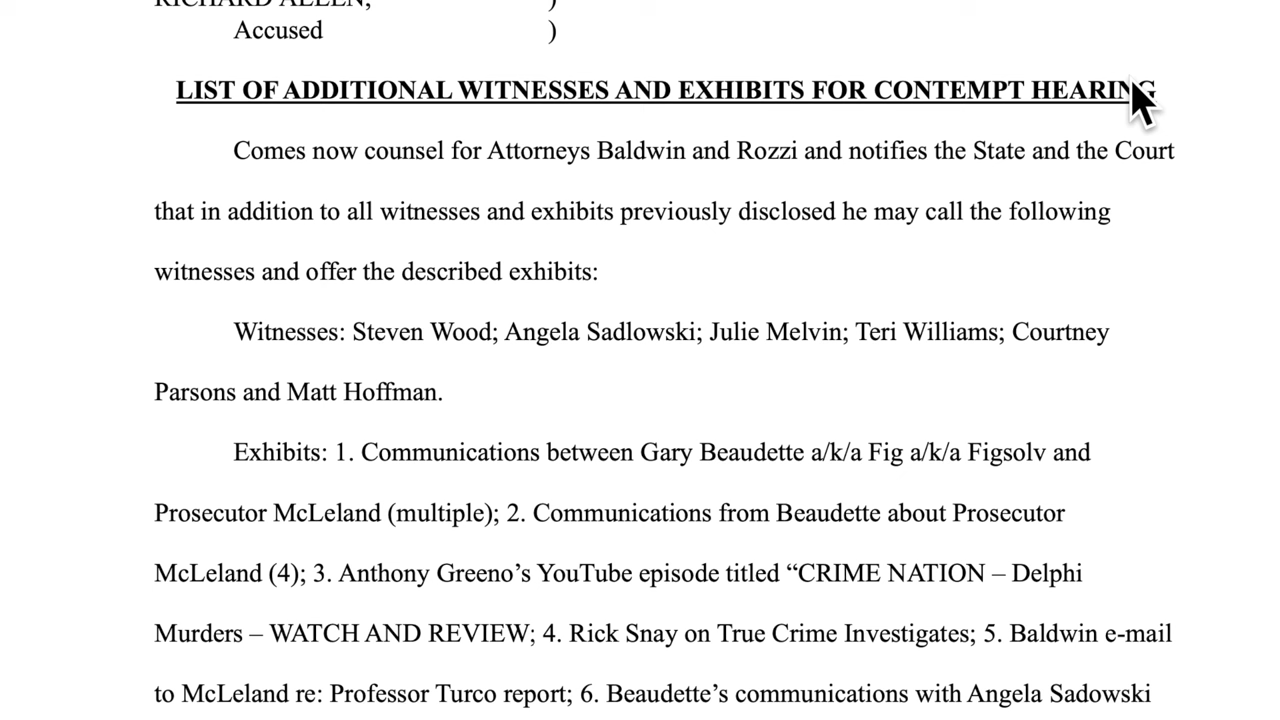 RICHARD ALLEN, )
Accused )
LIST OF ADDITIONAL WITNESSES AND EXHIBITS FOR CONTEMPT HEARING
Comes now counsel for Attorneys Baldwin and Rozzi and notifies the State and the Court
that in addition to all witnesses and exhibits previously disclosed he may call the following
witnesses and offer the described exhibits:
Witnesses: Steven Wood; Angela Sadlowski; Julie Melvin; Teri Williams; Courtney
Parsons and Matt Hoffman.
Exhibits: 1. Communications between Gary Beaudette a/k/a Fig a/k/a Figsolv and
Prosecutor McLeland (multiple); 2. Communications from Beaudette about Prosecutor
McLeland (4); 3. Anthony Greeno’s YouTube episode titled “CRIME NATION – Delphi
Murders – WATCH AND REVIEW; 4. Rick Snay on True Crime Investigates; 5. Baldwin e-mail
to McLeland re: Professor Turco report; 6. Beaudette’s communications with Angela Sadowski